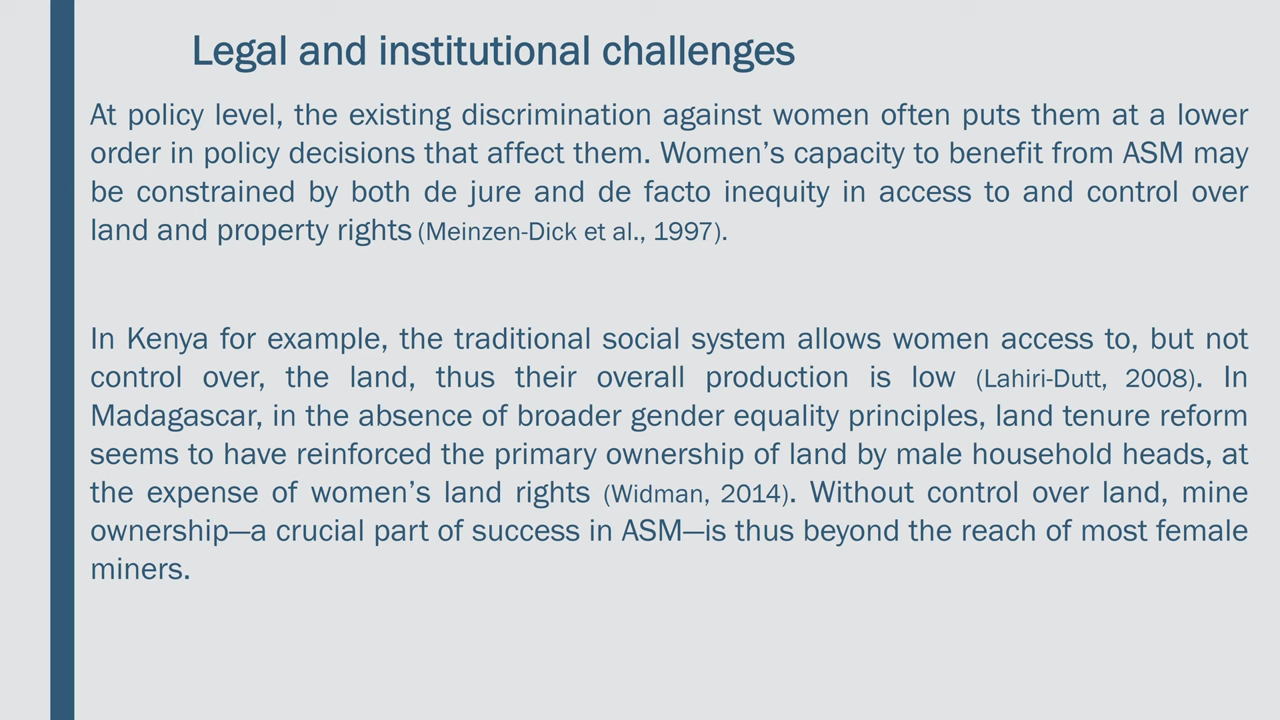 Legal and institutional challenges
At policy level, the existing discrimination against women often puts them at a lower
order in policy decisions that affect them. Women’s capacity to benefit from ASM may
be constrained by both de jure and de facto inequity in access to and control over
land and property rights (Meinzen-Dick et al., 1997).
In Kenya for example, the traditional social system allows women access to, but not
control over, the land, thus their overall production is low (Lahiri-Dutt, 2008). In
Madagascar, in the absence of broader gender equality principles, land tenure reform
seems to have reinforced the primary ownership of land by male household heads, at
the expense of women’s land rights (Widman, 2014). Without control over land, mine
ownership—a crucial part of success in ASM—is thus beyond the reach of most female
miners.